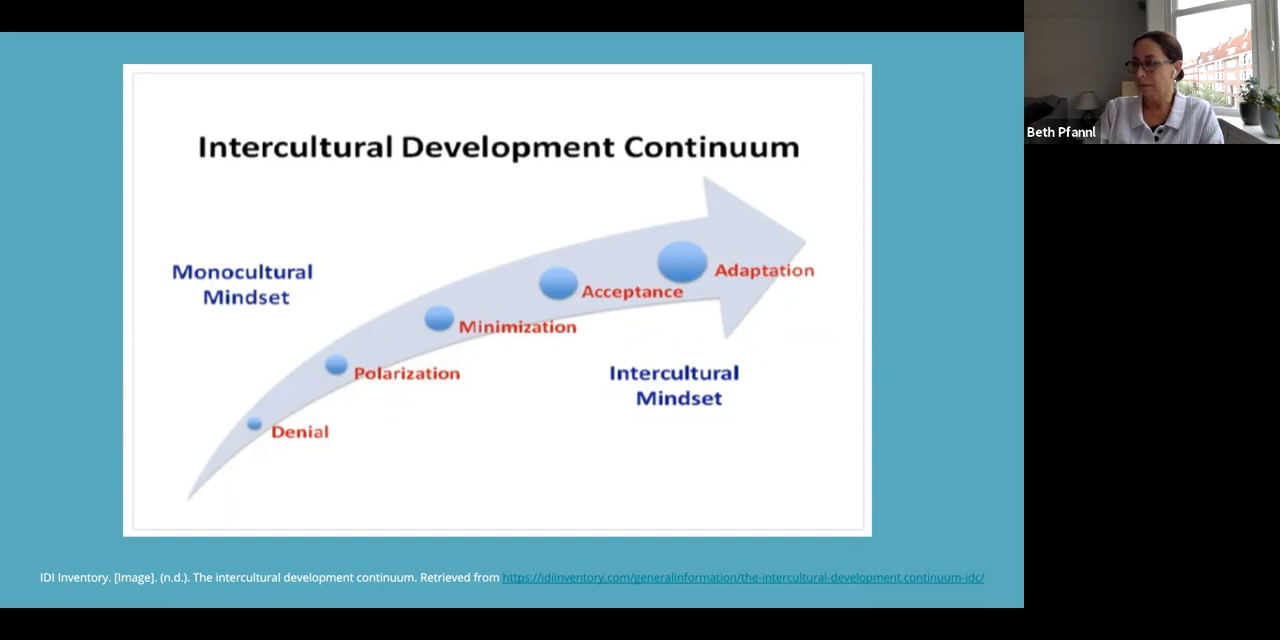 Intercultural Development Continuum
Monocultural
Mindset
Adaptation
Acceptance
Minimization
Polarization
Denial
Intercultural
Mindset
IDI Inventory. [Image]. (n.d.). The intercultural development continuum. Retrieved from https://idiinventory.com/generalinformation/the-intercultural-development.continuum-idc/
Beth Pfannl